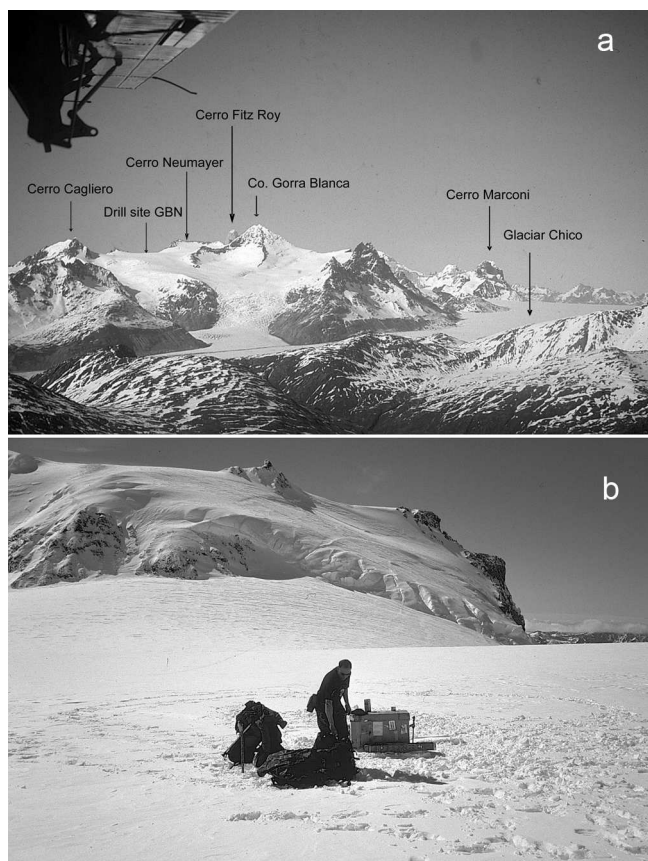 a
Cerro Fitz Roy
Cerro Neumayer
Cerro Cagliero
Co. Gorra Blanca
Cerro Marconi
Drill site GBN
Glaciar Chico
b